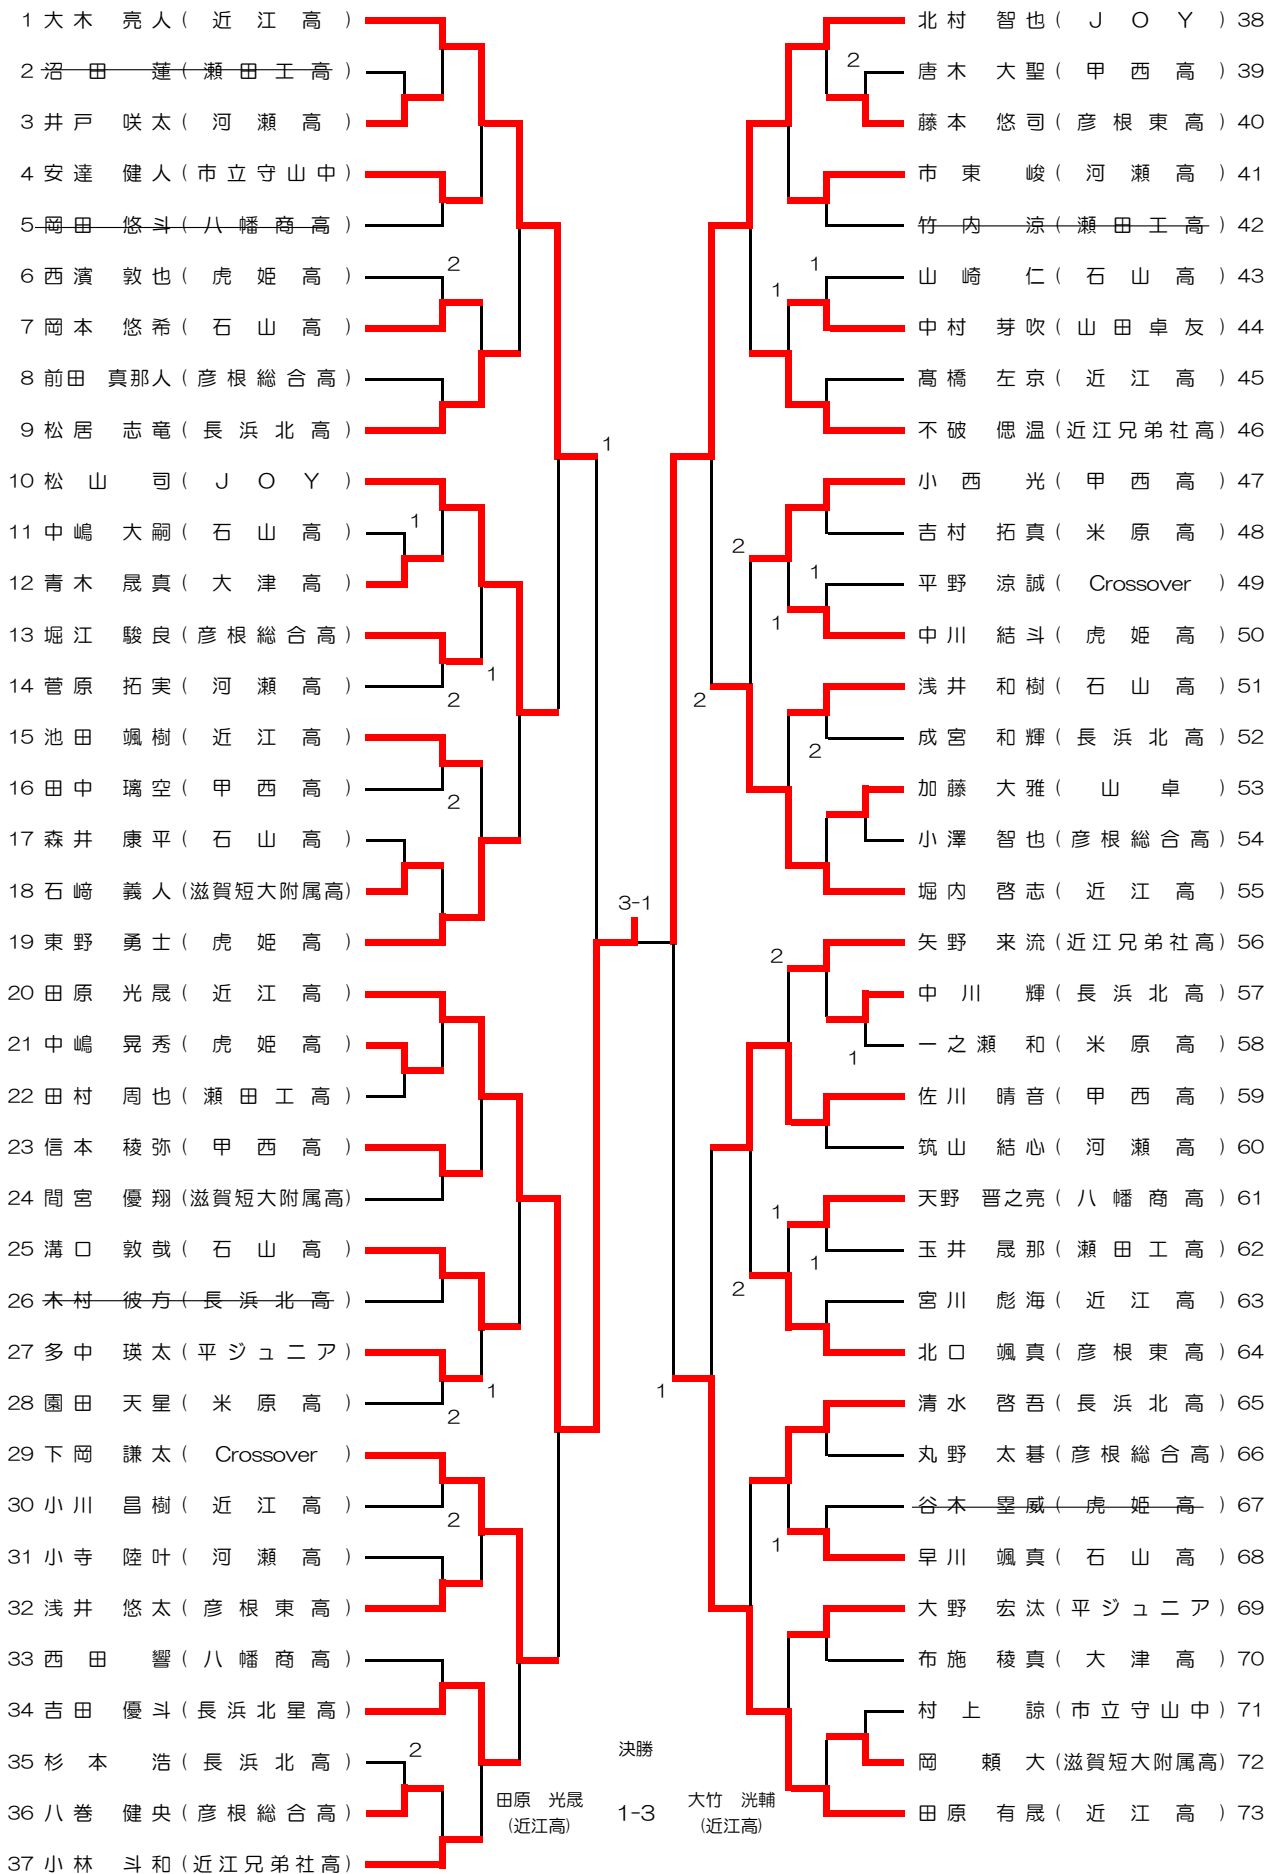 1 大木 亮人 ( 近江高 )
2 沼田 蓮 ( 瀬田工高 )
3 井戸 咲太 ( 河瀬高 )
4 安達 健人 ( 市立守山中 )
5 岡田 悠斗 ( 八幡商高 )
2
6 西濱 敦也 ( 虎姫高 )
7 岡本 悠希 ( 石山高 )
8 前田 真那人 ( 彦根総合高 )
9 松居 志竜 ( 長浜北高 )
1
10 松山 司 ( JOY )
1
11 中嶋 大嗣 ( 石山高 )
12 青木 晟真 ( 大津高 )
13 堀江 駿良 ( 彦根総合高 )
1
14 菅原 拓実 ( 河瀬高 )
2
15 池田 颯樹 ( 近江高 )
16 田中 璃空 ( 甲西高 )
2
17 森井 康平 ( 石山高 )
18 石﨑 義人 (滋賀短大附属高)
19 東野 勇士 ( 虎姫高 )
20 田原 光晟 ( 近江高 )
21 中嶋 晃秀 ( 虎姫高 )
22 田村 周也 ( 瀬田工高 )
23 信本 稜弥 ( 甲西高 )
24 間宮 優翔 (滋賀短大附属高)
25 溝口 敦哉 ( 石山高 )
26 木村 彼方 ( 長浜北高 )
27 多中 瑛太 ( 平ジュニア )
1
28 園田 天星 ( 米原高 )
2
29 下岡 謙太 ( Crossover )
30 小川 昌樹 ( 近江高 )
2
31 小寺 陸叶 ( 河瀬高 )
32 浅井 悠太 ( 彦根東高 )
33 西田 響 ( 八幡商高 )
34 吉田 優斗 ( 長浜北星高 )
2
35 杉本 浩 ( 長浜北高 )
36 八巻 健央 ( 彦根総合高 )
37 小林 斗和 (近江兄弟社高)
3-1
決勝
田原 光晟 1-3 大竹 洸輔
(近江高) (近江高)
北村 智也 ( JOY ) 38
2
唐木 大聖 ( 甲西高 ) 39
藤本 悠司 ( 彦根東高 ) 40
市東 峻 ( 河瀬高 ) 41
竹内 涼 ( 瀬田工高 ) 42
1
山崎 仁 ( 石山高 ) 43
1
中村 芽吹 ( 山田卓友 ) 44
髙橋 左京 ( 近江高 ) 45
不破 偲温 (近江兄弟社高) 46
小西 光 ( 甲西高 ) 47
吉村 拓真 ( 米原高 ) 48
2
1
平野 涼誠 ( Crossover ) 49
1
中川 結斗 ( 虎姫高 ) 50
浅井 和樹 ( 石山高 ) 51
2
成宮 和輝 ( 長浜北高 ) 52
2
加藤 大雅 ( 山卓 ) 53
小澤 智也 ( 彦根総合高 ) 54
堀内 啓志 ( 近江高 ) 55
矢野 来流 (近江兄弟社高) 56
2
中川 輝 ( 長浜北高 ) 57
一之瀬 和 ( 米原高 ) 58
1
佐川 晴音 ( 甲西高 ) 59
筑山 結心 ( 河瀬高 ) 60
天野 晋之亮 ( 八幡商高 ) 61
1
玉井 晟那 ( 瀬田工高 ) 62
1
2
宮川 彪海 ( 近江高 ) 63
北口 颯真 ( 彦根東高 ) 64
1
清水 啓吾 ( 長浜北高 ) 65
丸野 太碁 ( 彦根総合高 ) 66
谷木 塁威 ( 虎姫高 ) 67
1
早川 颯真 ( 石山高 ) 68
大野 宏汰 ( 平ジュニア ) 69
布施 稜真 ( 大津高 ) 70
村上 諒 ( 市立守山中 ) 71
岡 頼大 (滋賀短大附属高) 72
田原 有晟 ( 近江高 ) 73